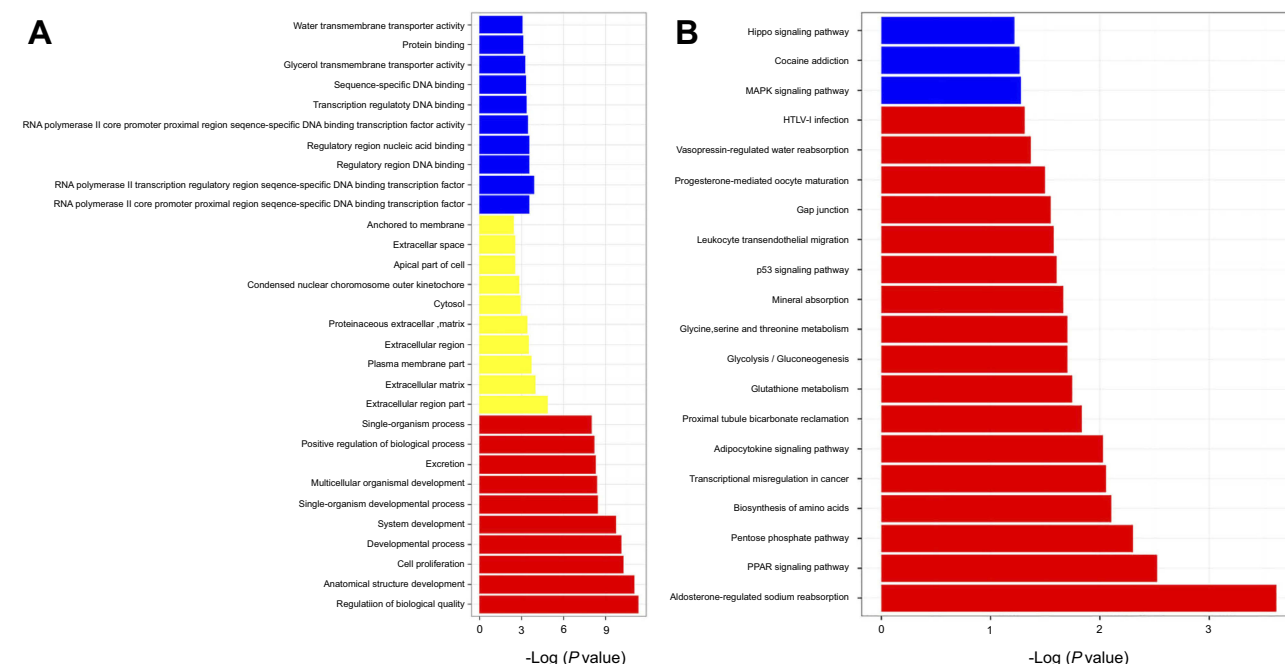 A
Water transmembrane transporter activity
Protein binding
Glycerol transmembrane transporter activity
Sequence-specific DNA binding
Transcription regulatoty DNA binding
RNA polymerase II core promoter proximal region seqence-specific DNA binding transcription factor activity
Regulatory region nucleic acid binding
Regulatory region DNA binding
RNA polymerase II transcription regulatory region seqence-specific DNA binding transcription factor
RNA polymerase II core promoter proximal region seqence-specific DNA binding transcription factor
Anchored to membrane
Extracellar space
Apical part of cell
Condensed nuclear choromosome outer kinetochore
Cytosol
Proteinaceous extracellar ,matrix
Extracellular region
Plasma membrane part
Extracellular matrix
Extracellular region part
Single-organism process
Positive regulation of biological process
Excretion
Multicellular organismal development
Single-organism developmental process
System development
Developmental process
Cell proliferation
Anatomical structure development
Regulatiion of biological quality
0 3 6 9
-Log (P value)
B
Hippo signaling pathway
Cocaine addiction
MAPK signaling pathway
HTLV-I infection
Vasopressin-regulated water reabsorption
Progesterone-mediated oocyte maturation
Gap junction
Leukocyte transendothelial migration
p53 signaling pathway
Mineral absorption
Glycine,serine and threonine metabolism
Glycolysis / Gluconeogenesis
Glutathione metabolism
Proximal tubule bicarbonate reclamation
Adipocytokine signaling pathway
Transcriptional misregulation in cancer
Biosynthesis of amino acids
Pentose phosphate pathway
PPAR signaling pathway
Aldosterone-regulated sodium reabsorption
0 1 2 3
-Log (P value)